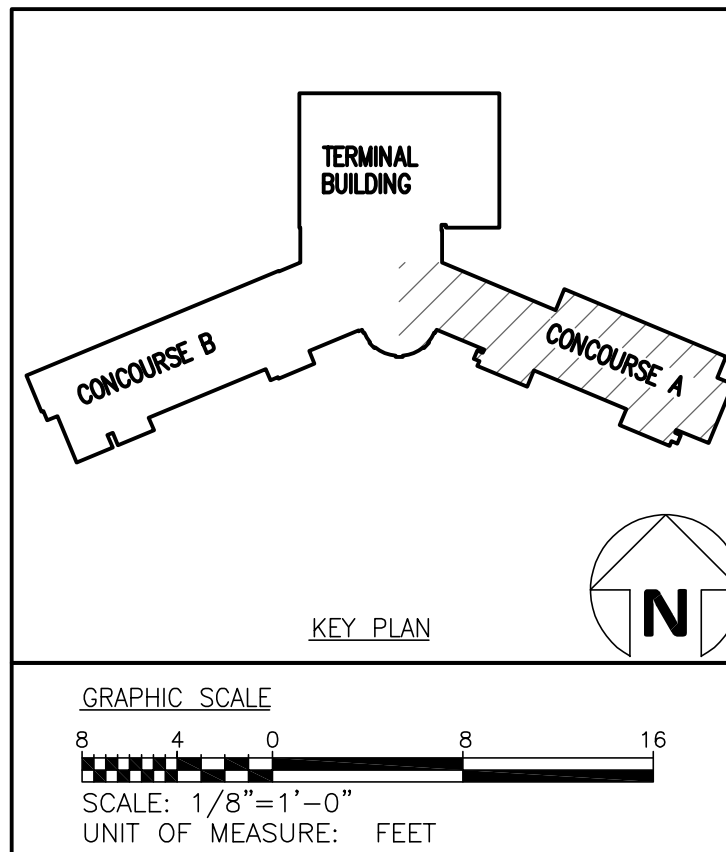 TERMINAL
BUILDING
CONCOURSE B
CONCOURSE A
N
KEY PLAN
GRAPHIC SCALE
8 4 0 8 16
SCALE: 1/8"=1'-0"
UNIT OF MEASURE: FEET